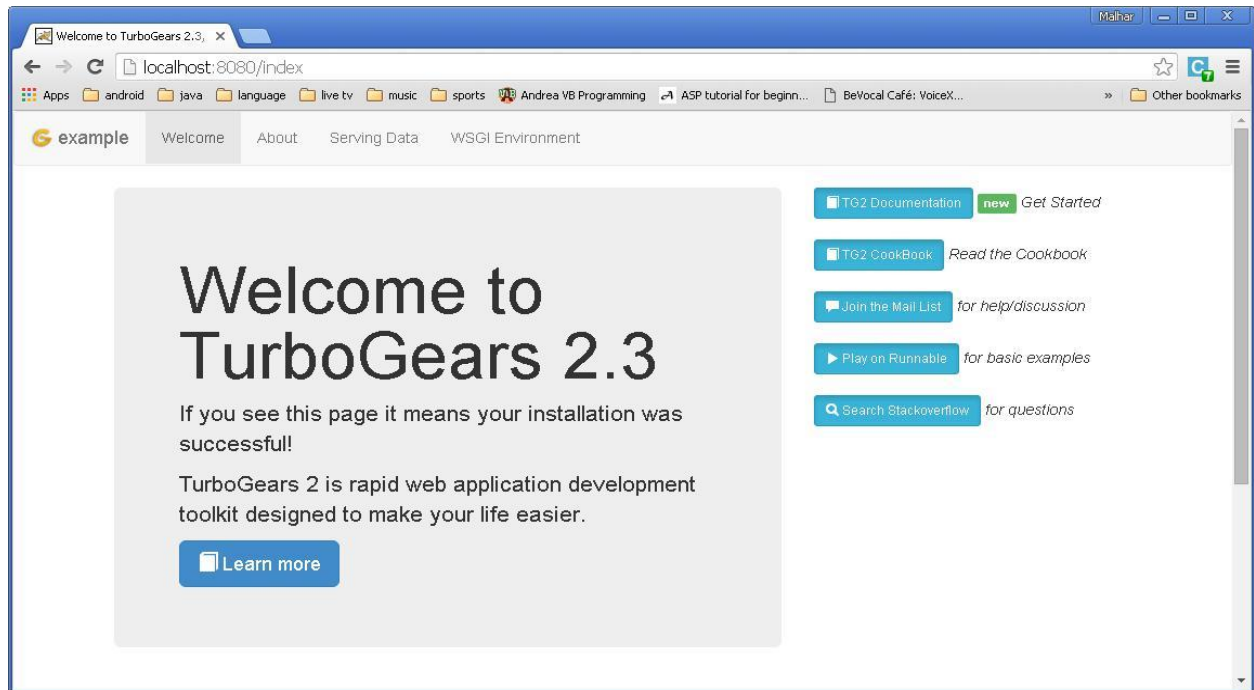 Malhar
Welcome to TurboGears 2.3,
localhost:8080/index
Apps android java language live tv music sports Andrea VB Programming ASP tutorial for beginn... BeVocal Café: VoiceX... » Other bookmarks
example Welcome About Serving Data WSGI Environment
Welcome to
TurboGears 2.3
If you see this page it means your installation was
successful!
TurboGears 2 is rapid web application development
toolkit designed to make your life easier.
Learn more
TG2 Documentation new Get Started
TG2 CookBook Read the Cookbook
Join the Mail List for help/discussion
Play on Runnable for basic examples
Search Stackoverflow for questions